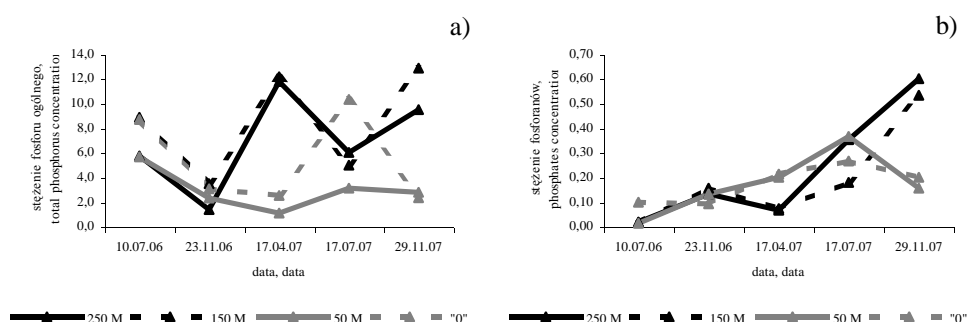 a)
stężenie fosforu ogólnego,
total phosphorus concentration
14,0
12,0
10,0
8,0
6,0
4,0
2,0
0,00
10.07.06 23.11.06 17.04.07 17.07.07 29.11.07
data, data
250 M 150 M 50 M "0"
b)
stężenie fosforanów,
phosphates concentration
0,70
0,60
0,50
0,40
0,30
0,20
0,10
0,00
10.07.06 23.11.06 17.04.07 17.07.07 29.11.07
data, data
250 M 150 M 50 M "0"